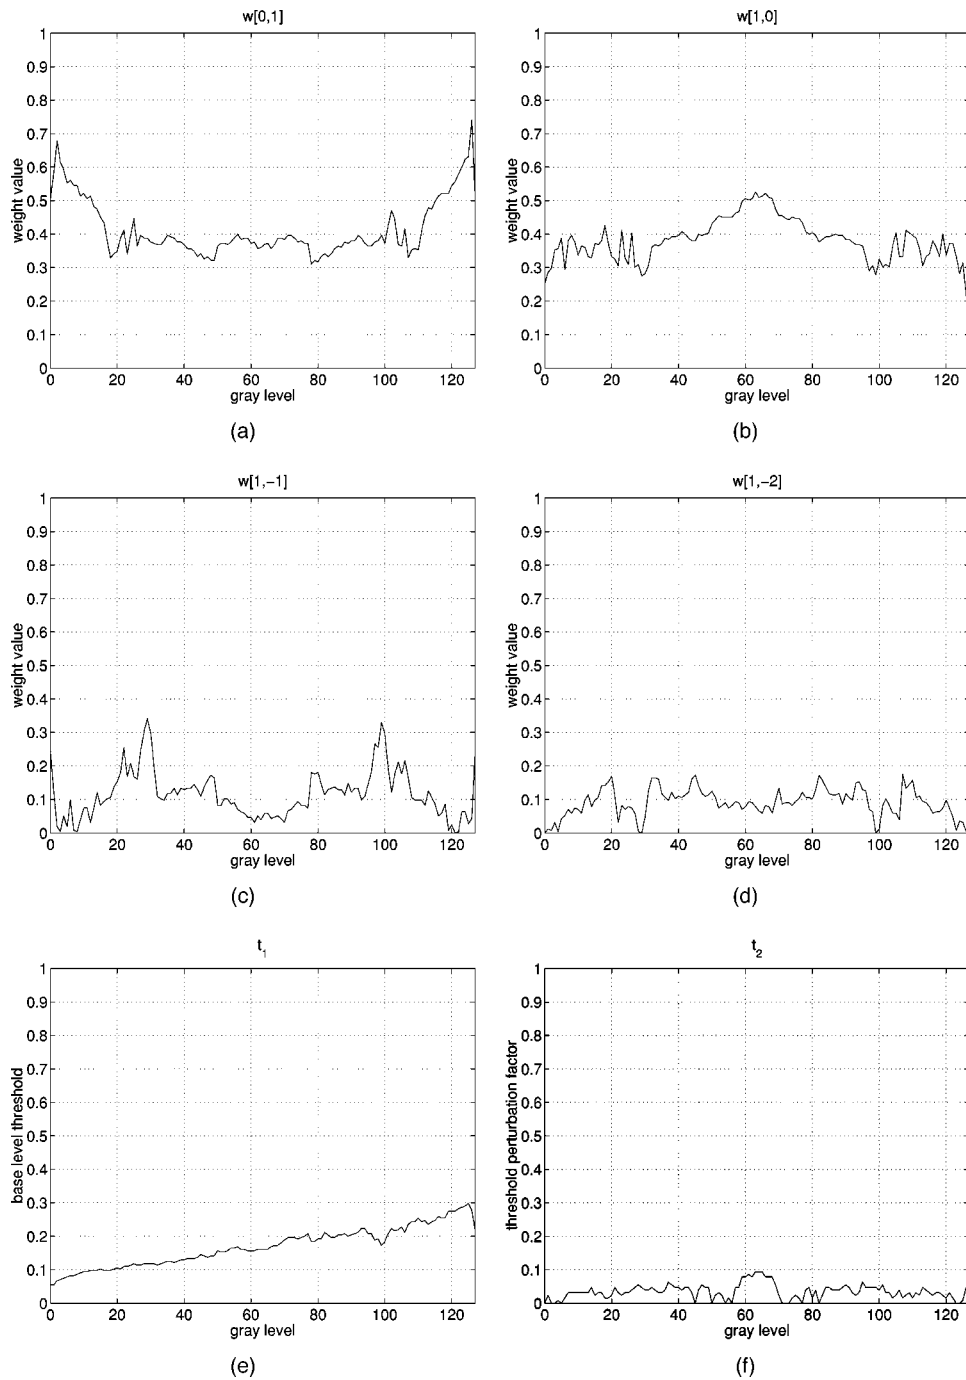 w[0,1]
1
0.9
0.8
0.7
0.6
0.5
0.4
0.3
0.2
0.1
0
weight value
0 20 40 60 80 100 120
gray level
(a)
w[1,0]
1
0.9
0.8
0.7
0.6
0.5
0.4
0.3
0.2
0.1
0
weight value
0 20 40 60 80 100 120
gray level
(b)
w[1,−1]
1
0.9
0.8
0.7
0.6
0.5
0.4
0.3
0.2
0.1
0
weight value
0 20 40 60 80 100 120
gray level
(c)
w[1,−2]
1
0.9
0.8
0.7
0.6
0.5
0.4
0.3
0.2
0.1
0
weight value
0 20 40 60 80 100 120
gray level
(d)
t1
1
0.9
0.8
0.7
0.6
0.5
0.4
0.3
0.2
0.1
0
base level threshold
0 20 40 60 80 100 120
gray level
(e)
t2
1
0.9
0.8
0.7
0.6
0.5
0.4
0.3
0.2
0.1
0
threshold perturbation factor
0 20 40 60 80 100 120
gray level
(f)